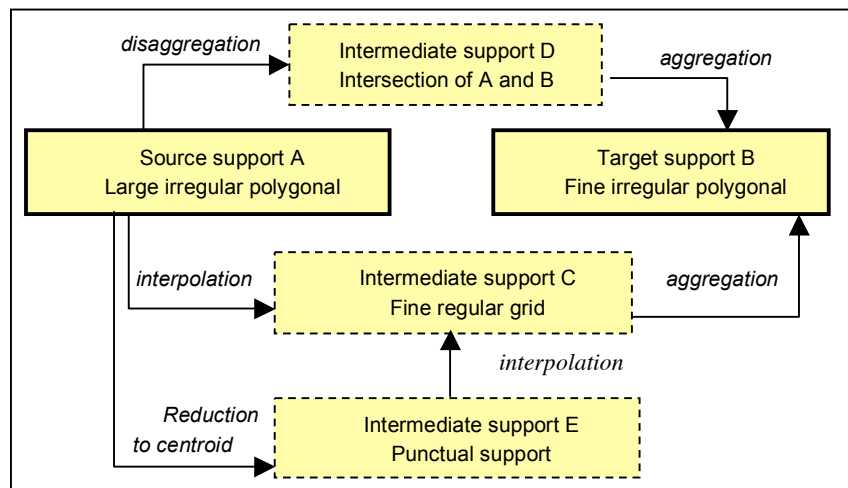 disaggregation
Intermediate support D
Intersection of A and B
aggregation
Source support A
Large irregular polygonal
Target support B
Fine irregular polygonal
interpolation
Intermediate support C
Fine regular grid
aggregation
interpolation
Reduction
to centroid
Intermediate support E
Punctual support